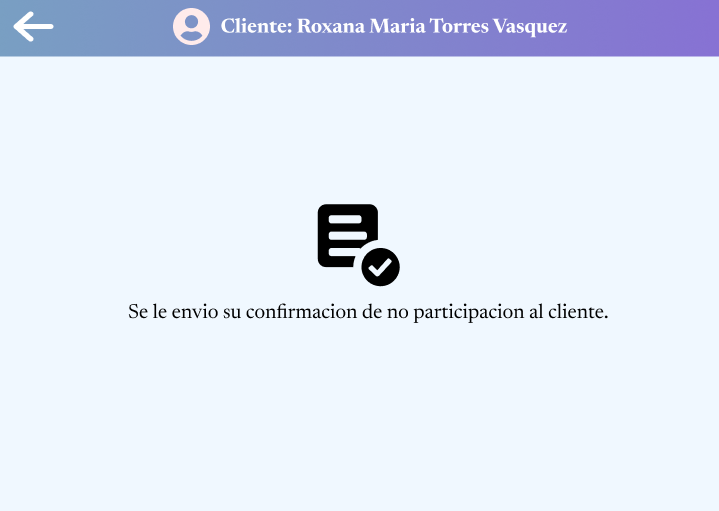 Cliente: Roxana Maria Torres Vasquez
Se le envio su confirmacion de no participacion al cliente.